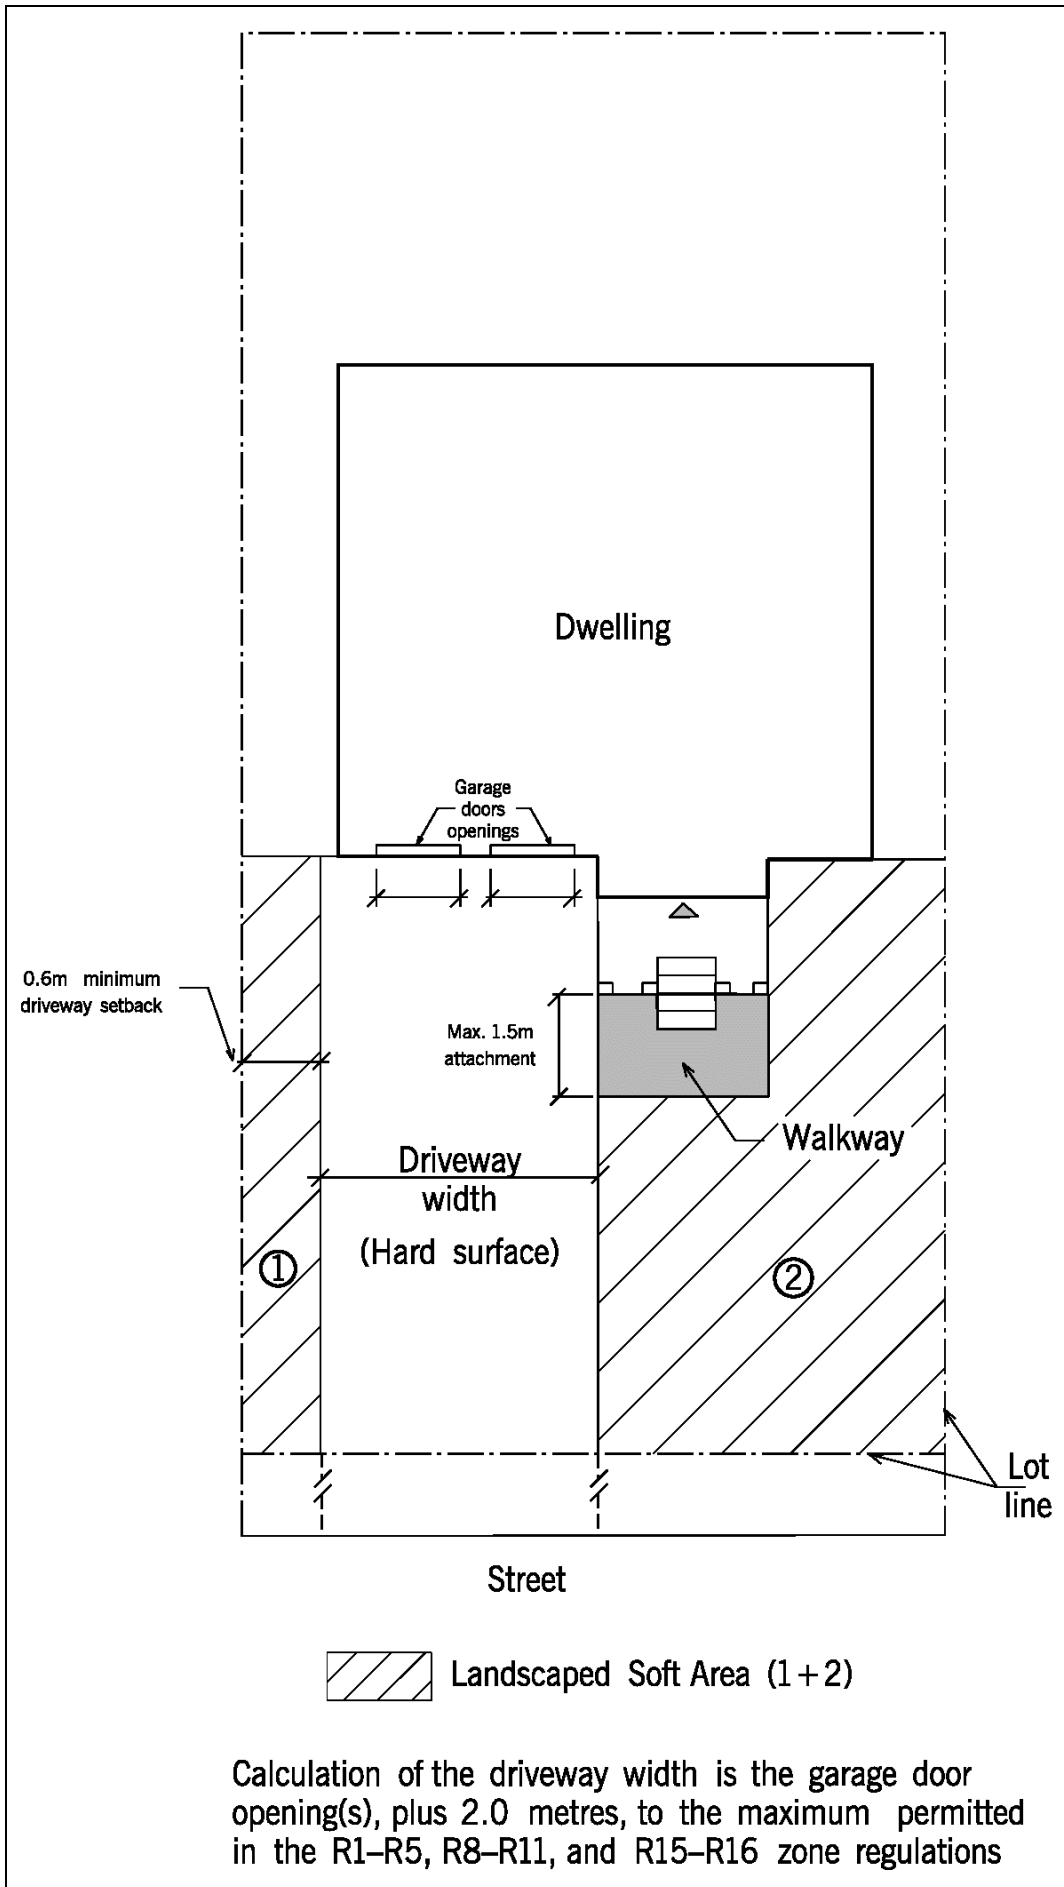 Dwelling
Garage
doors
openings
0.6m minimum
driveway setback
Max. 1.5m
attachment
Walkway
Driveway
width
(Hard surface)
1
2
Lot
line
Street
Landscaped Soft Area (1+2)
Calculation of the driveway width is the garage door
opening(s), plus 2.0 metres, to the maximum permitted
in the R1–R5, R8–R11, and R15–R16 zone regulations